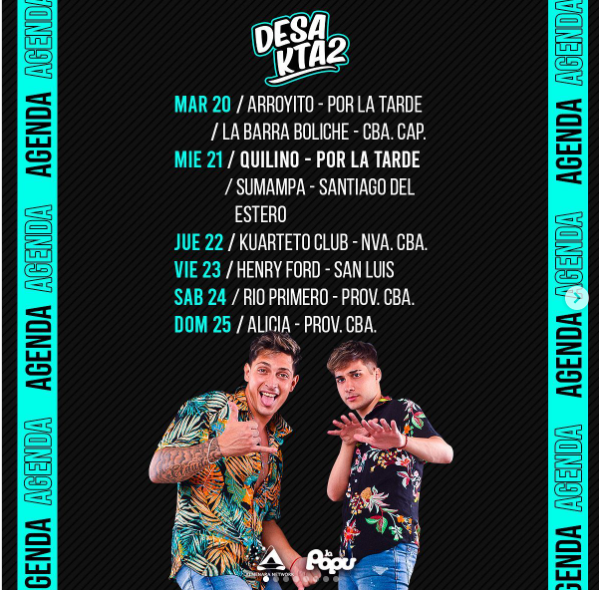 DESA
KTA2
MAR 20 / ARROYITO - POR LA TARDE
/ LA BARRA BOLICHE - CBA. CAP.
MIE 21 / QUILINO - POR LA TARDE
/ SUMAMPA - SANTIAGO DEL
ESTERO
JUE 22 / KUARTETO CLUB - NVA. CBA.
VIE 23 / HENRY FORD - SAN LUIS
SAB 24 / RIO PRIMERO - PROV. CBA.
DOM 25 / ALICIA - PROV. CBA.
AGENDA
AGENDA
AGENDA
AGENDA
AGENDA
AGENDA
GENDA
AGENDA
AGENDA
AGENDA
AGENDA
AGENDA
AGENDA
GENDA
la Popu